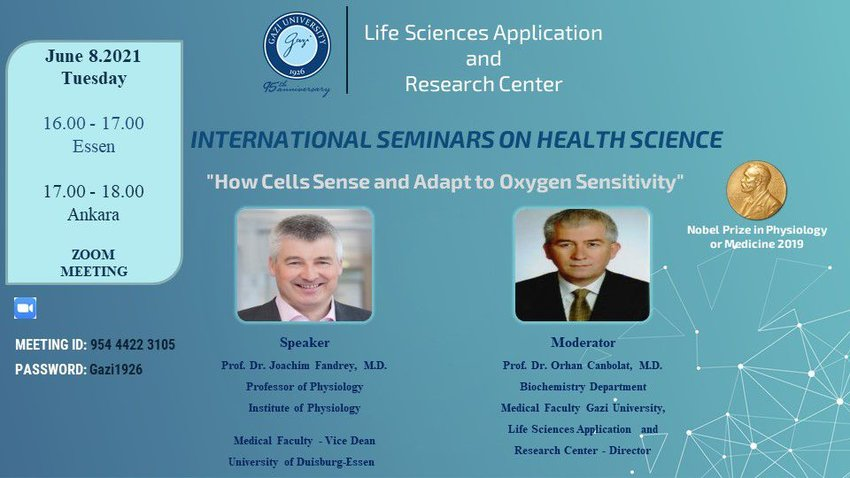 June 8.2021
Tuesday
16.00 - 17.00
Essen
17.00 - 18.00
Ankara
ZOOM
MEETING
MEETING ID: 954 4422 3105
PASSWORD: Gazi1926
GAZI UNIVERSITY
Gazi
1926
95th anniversary
Life Sciences Application
and
Research Center
INTERNATIONAL SEMINARS ON HEALTH SCIENCE
"How Cells Sense and Adapt to Oxygen Sensitivity"
Nobel Prize in Physiology
or Medicine 2019
Speaker
Prof. Dr. Joachim Fandrey, M.D.
Professor of Physiology
Institute of Physiology
Medical Faculty - Vice Dean
University of Duisburg-Essen
Moderator
Prof. Dr. Orhan Canbolat, M.D.
Biochemistry Department
Medical Faculty Gazi University,
Life Sciences Application and
Research Center - Director